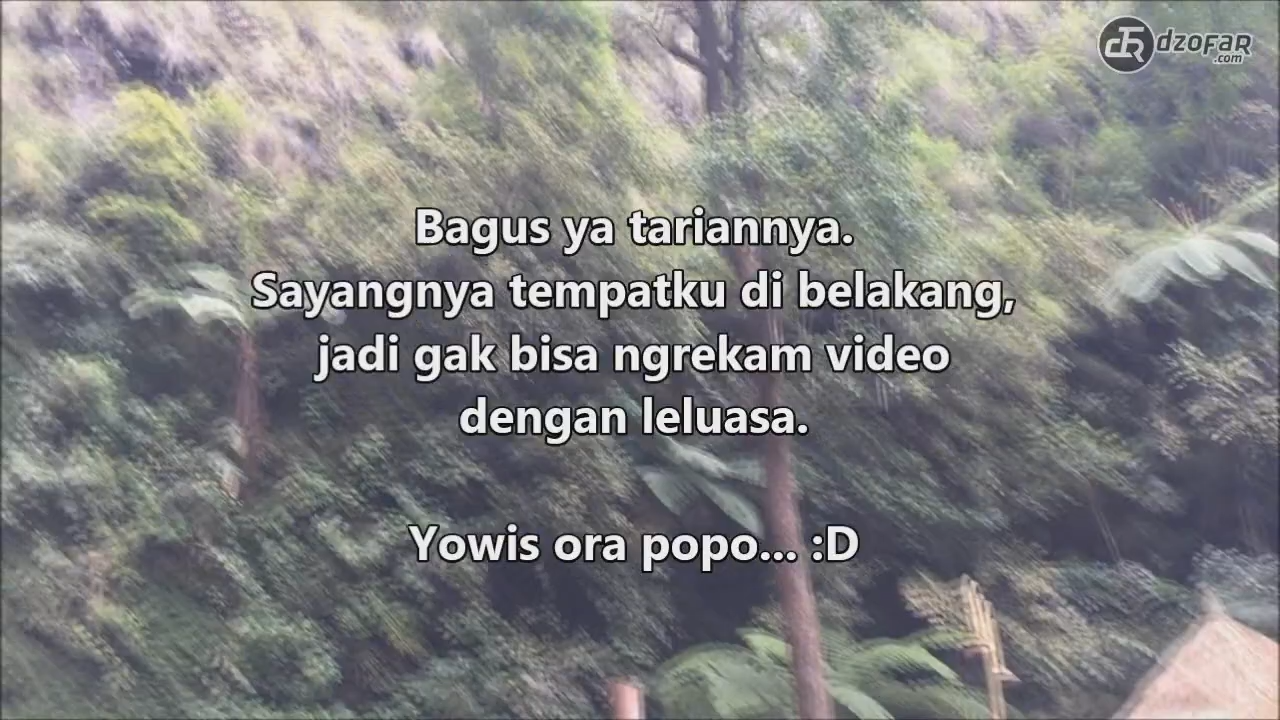 dzofar
.com
Bagus ya tariannya.
Sayangnya tempatku di belakang,
jadi gak bisa ngrekam video
dengan leluasa.
Yowis ora popo... :D